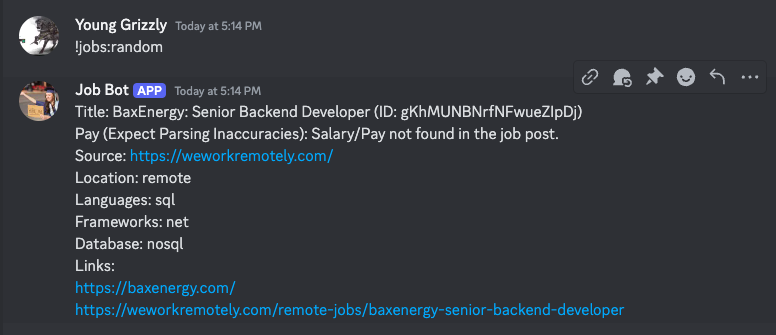 Young Grizzly Today at 5:14 PM
!jobs:random
Job Bot APP Today at 5:14 PM
Title: BaxEnergy: Senior Backend Developer (ID: gKhMUNBNrfNFwueZIpDj)
Pay (Expect Parsing Inaccuracies): Salary/Pay not found in the job post.
Source: https://weworkremotely.com/
Location: remote
Languages: sql
Frameworks: net
Database: nosql
Links:
https://baxenergy.com/
https://weworkremotely.com/remote-jobs/baxenergy-senior-backend-developer